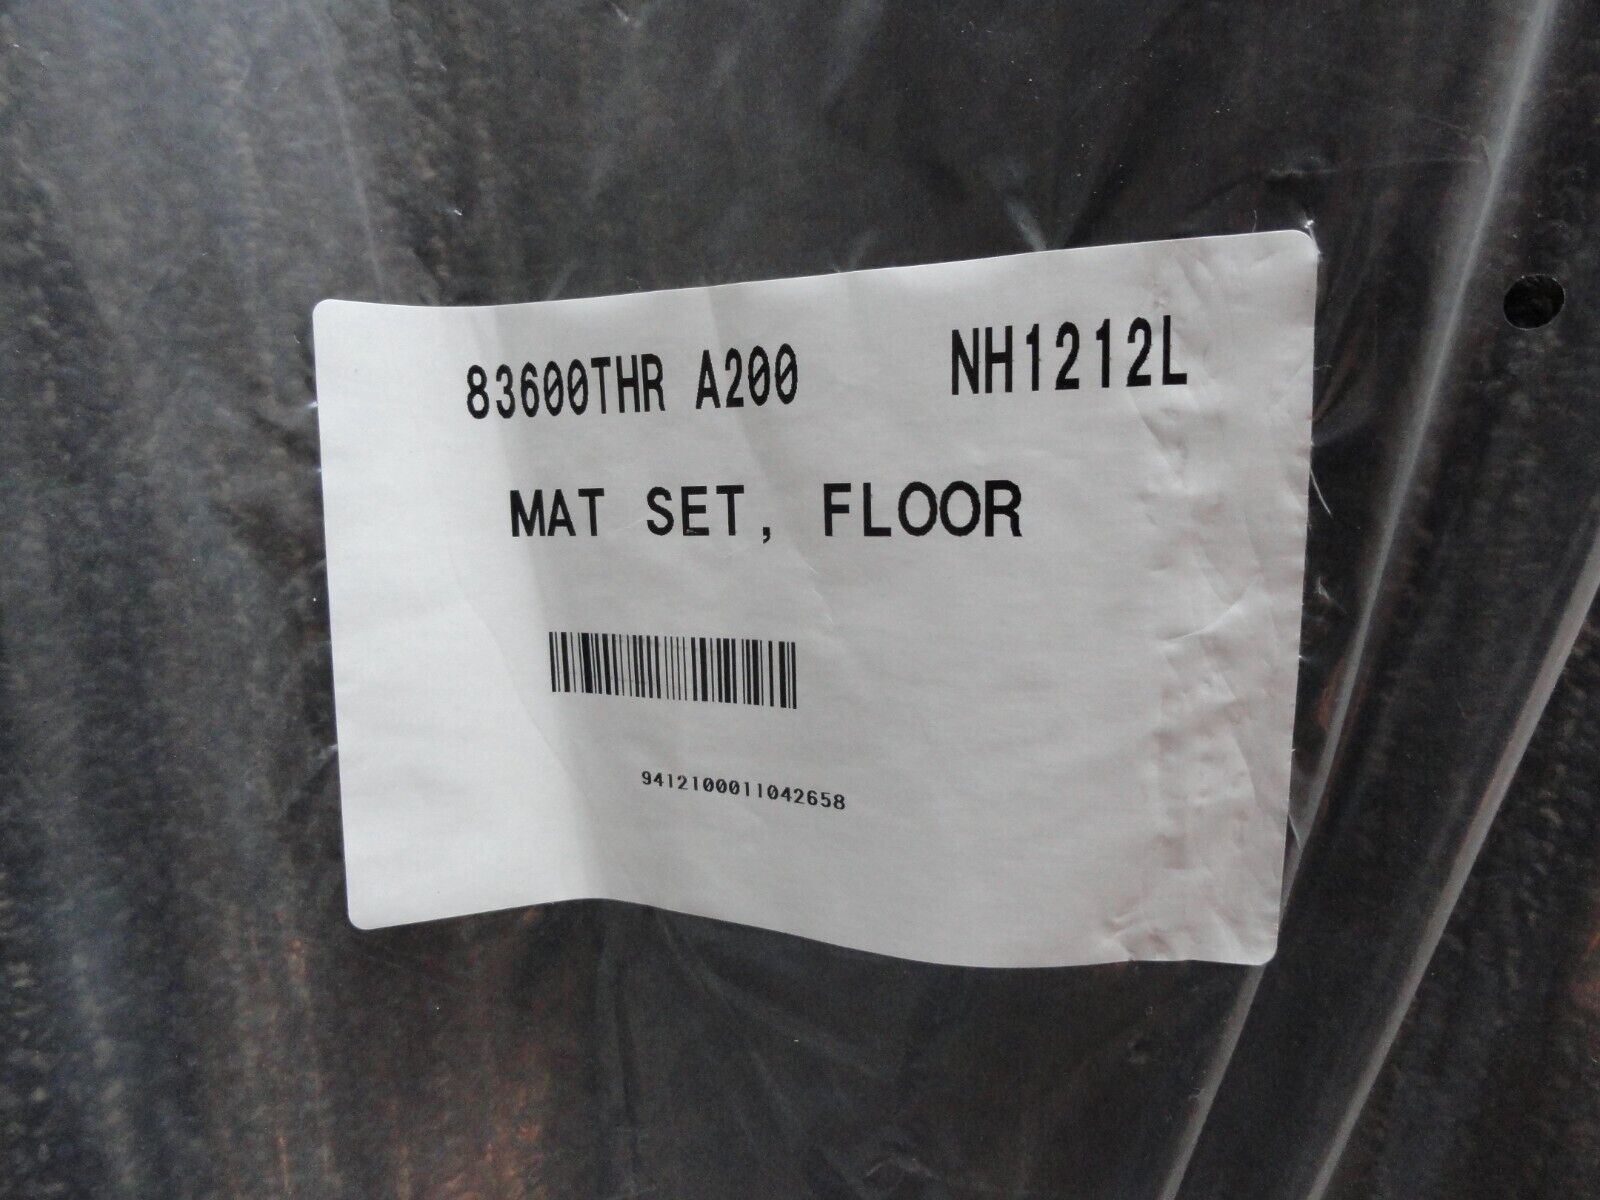 83600THR A200 NH1212L
MAT SET, FLOOR
9412100011042658